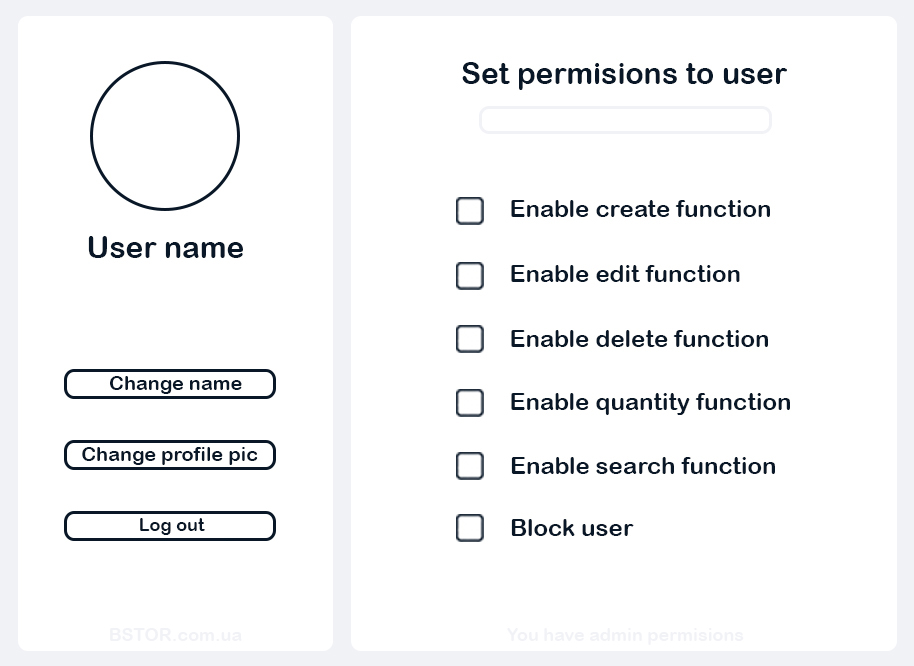 User name
Change name
Change profile pic
Log out
BSTOR.com.ua
Set permisions to user
Enable create function
Enable edit function
Enable delete function
Enable quantity function
Enable search function
Block user
You have admin permisions